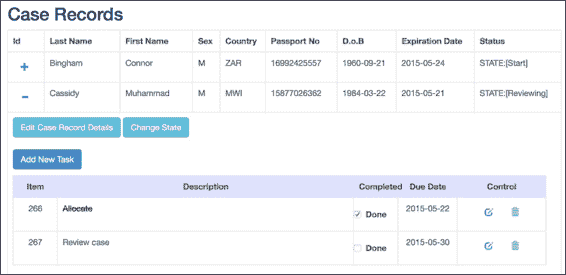 Case Records
Id Last Name First Name Sex Country Passport No D.o.B Expiration Date Status
+ Bingham Connor M ZAR 16992425557 1960-09-21 2015-05-24 STATE:[Start]
− Cassidy Muhammad M MWI 15877026362 1984-03-22 2015-05-21 STATE:[Reviewing]
Edit Case Record Details Change State
Add New Task
Item Description Completed Due Date Control
266 Allocate Done 2015-05-22
267 Review case Done 2015-05-30